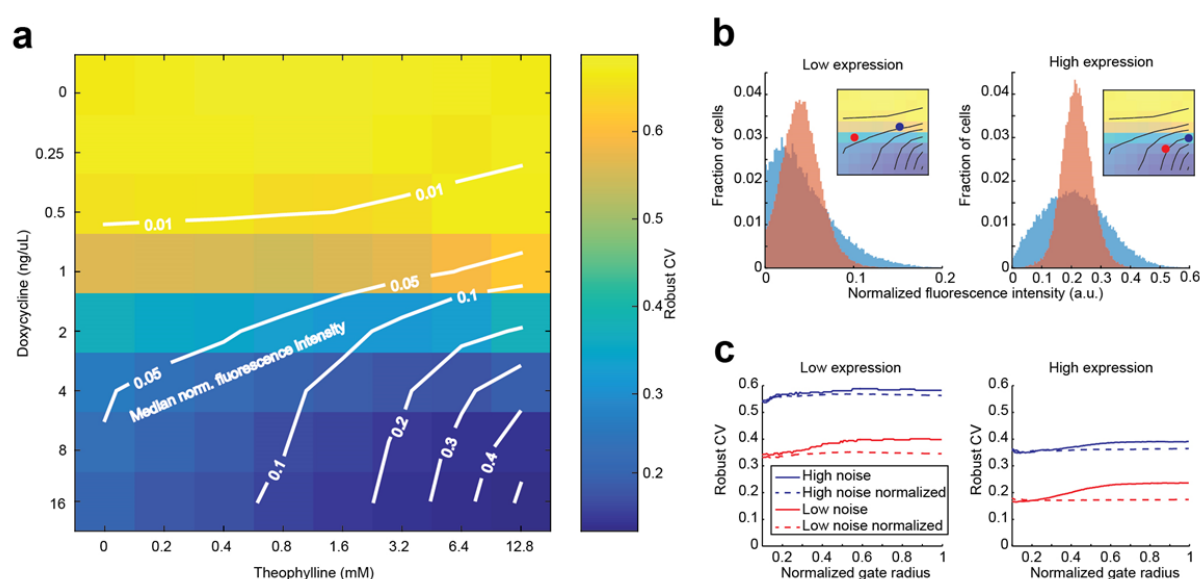 a
0
0.25
0.5
1
2
4
8
16
Doxycycline (ng/uL)
0 0.2 0.4 0.8 1.6 3.2 6.4 12.8
Theophylline (mM)
0.01
0.01
0.05
0.1
0.05
Median norm. fluorescence Intensity
0.1
0.2
0.3
0.4
0.6
0.5
0.4
0.3
0.2
Robust CV
b
Low expression
Fraction of cells
0.04
0.03
0.02
0.01
0
0 0.1 0.2
High expression
Fraction of cells
0.04
0.03
0.02
0.01
0
0 0.1 0.2 0.3 0.4 0.5 0.6
Normalized fluorescence intensity (a.u.)
c
Low expression
Robust CV
0.6
0.5
0.4
0.3
0.2
0.1
0
High noise
High noise normalized
Low noise
Low noise normalized
0.2 0.4 0.6 0.8 1
Normalized gate radius
High expression
Robust CV
0.6
0.5
0.4
0.3
0.2
0.1
0
0.2 0.4 0.6 0.8 1
Normalized gate radius